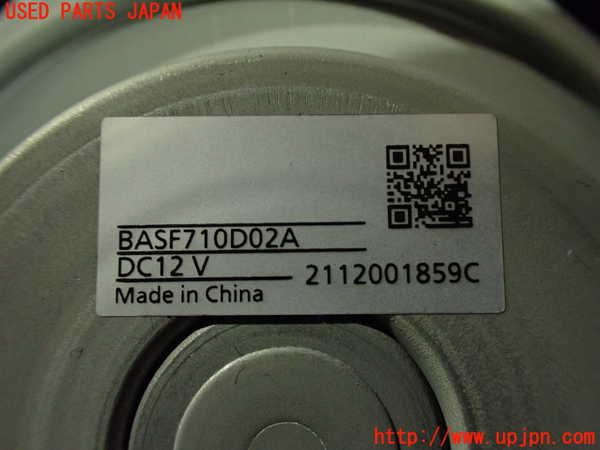 USED PARTS JAPAN
BASF710D02A
DC12 V
2112001859C
Made in China
http://www.upjpn.com